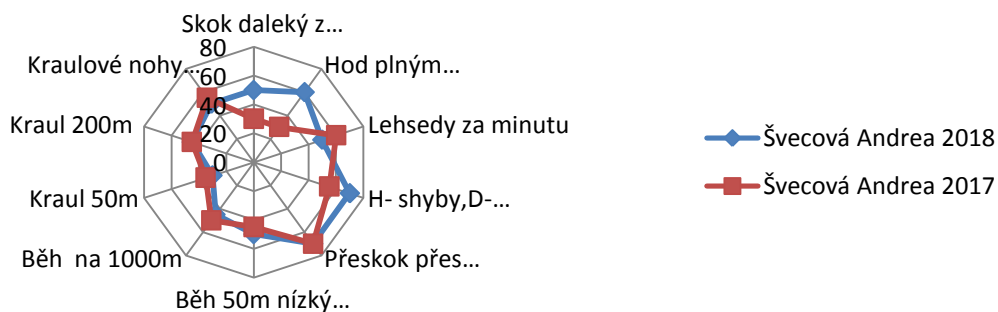 Skok daleký z...
Hod plným...
Lehsedy za minutu
H- shyby,D-...
Přeskok přes...
Běh 50m nízký...
Běh  na 1000m
Kraul 50m
Kraul 200m
Kraulové nohy...
80
60
40
20
0
Švecová Andrea 2018
Švecová Andrea 2017